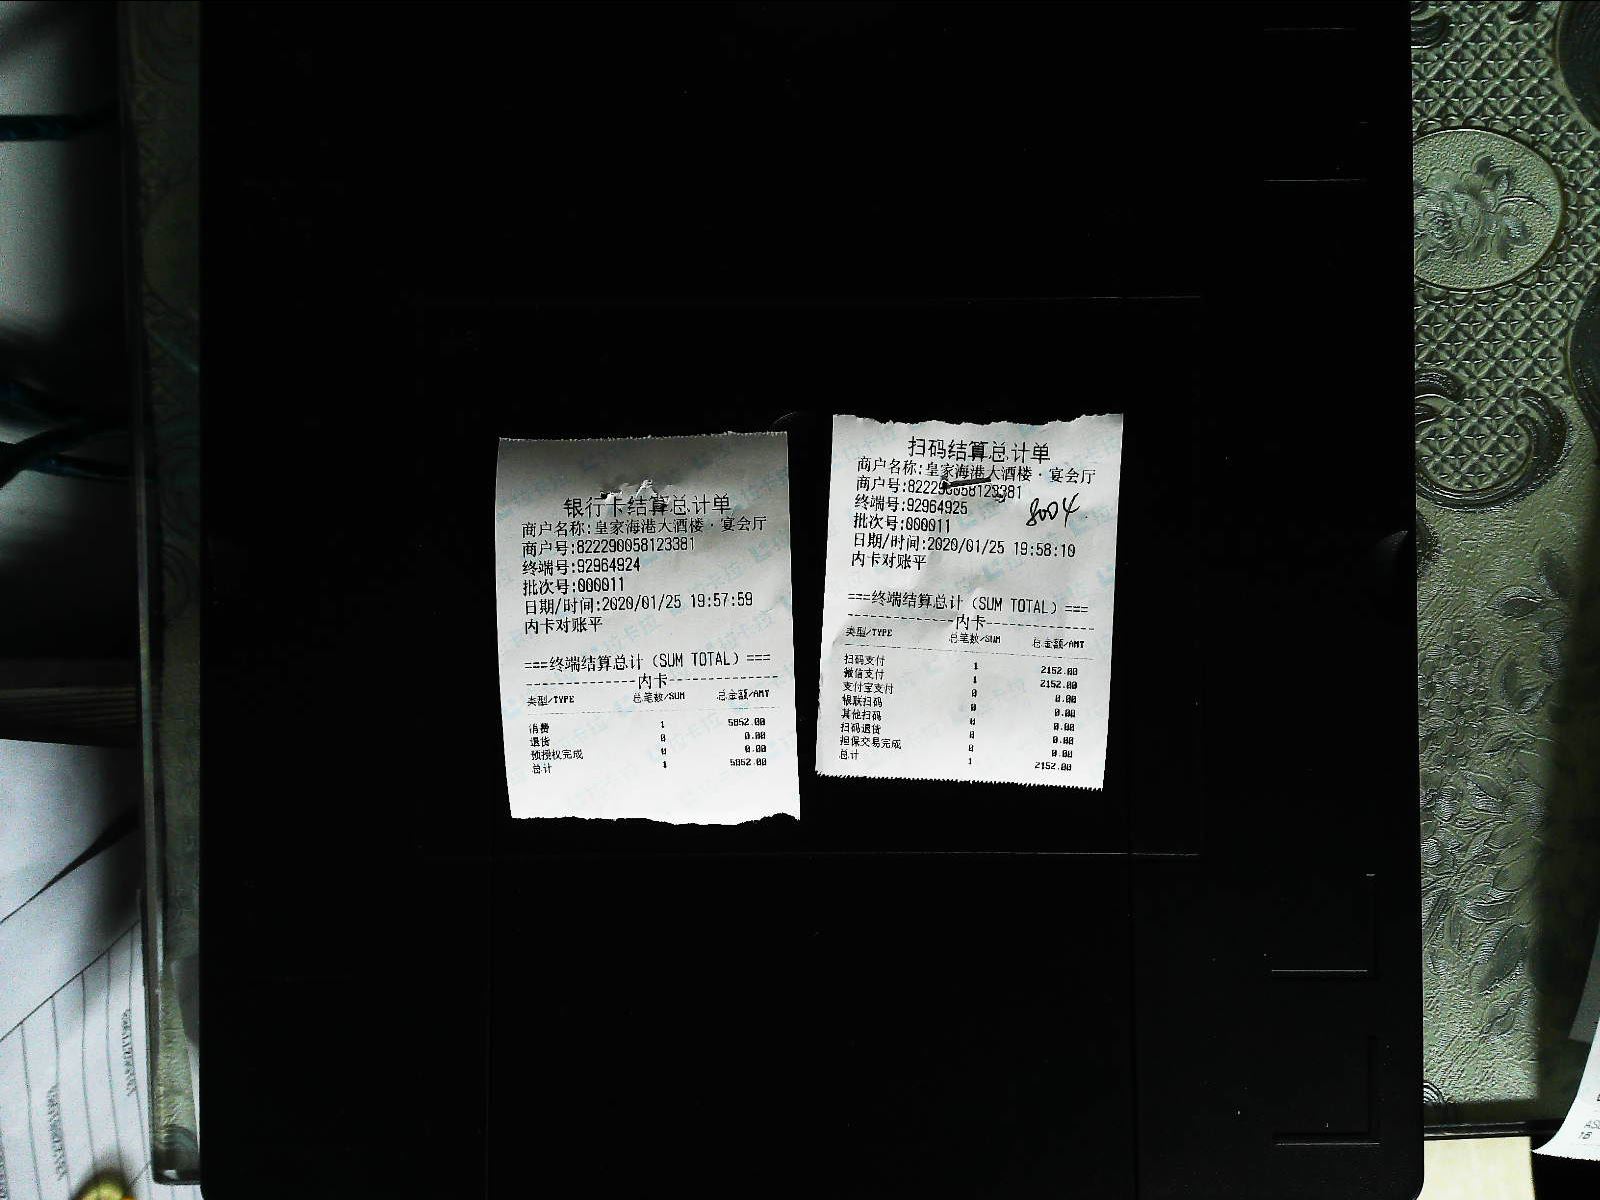 银行卡结算总计单
商户名称:皇家海港大酒楼·宴会厅
商户号:822290058123381
终端号:92964924
批次号:000011
日期/时间:2020/01/25 19:57:59
内卡对账平
===终端结算总计（SUM TOTAL）===
内卡
类型/TYPE 总笔数/SUM 总金额/AMT
消费 1 5852.00
退货 0 0.00
预授权完成 0 0.00
总计 1 5852.00
扫码结算总计单
商户名称:皇家海港大酒楼·宴会厅
商户号:822290058123381
终端号:92964925
8004
批次号:000011
日期/时间:2020/01/25 19:58:10
内卡对账平
===终端结算总计（SUM TOTAL）===
内卡
类型/TYPE 总笔数/SUM 总金额/AMT
扫码支付 1 2152.00
微信支付 1 2152.00
支付宝支付 0 0.00
银联扫码 0 0.00
其他扫码 0 0.00
扫码退货 0 0.00
担保交易完成 0 0.00
总计 1 2152.00